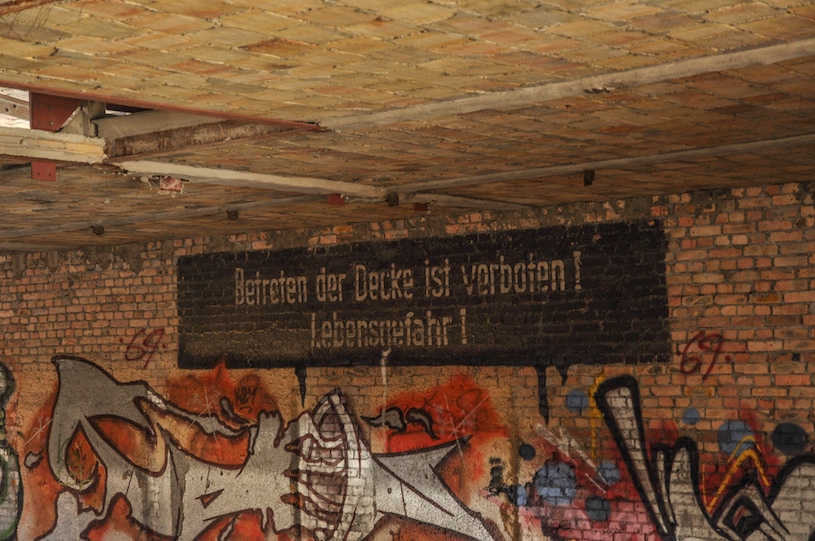 Betreten der Decke ist verboten!
Lebensgefahr!
69
69